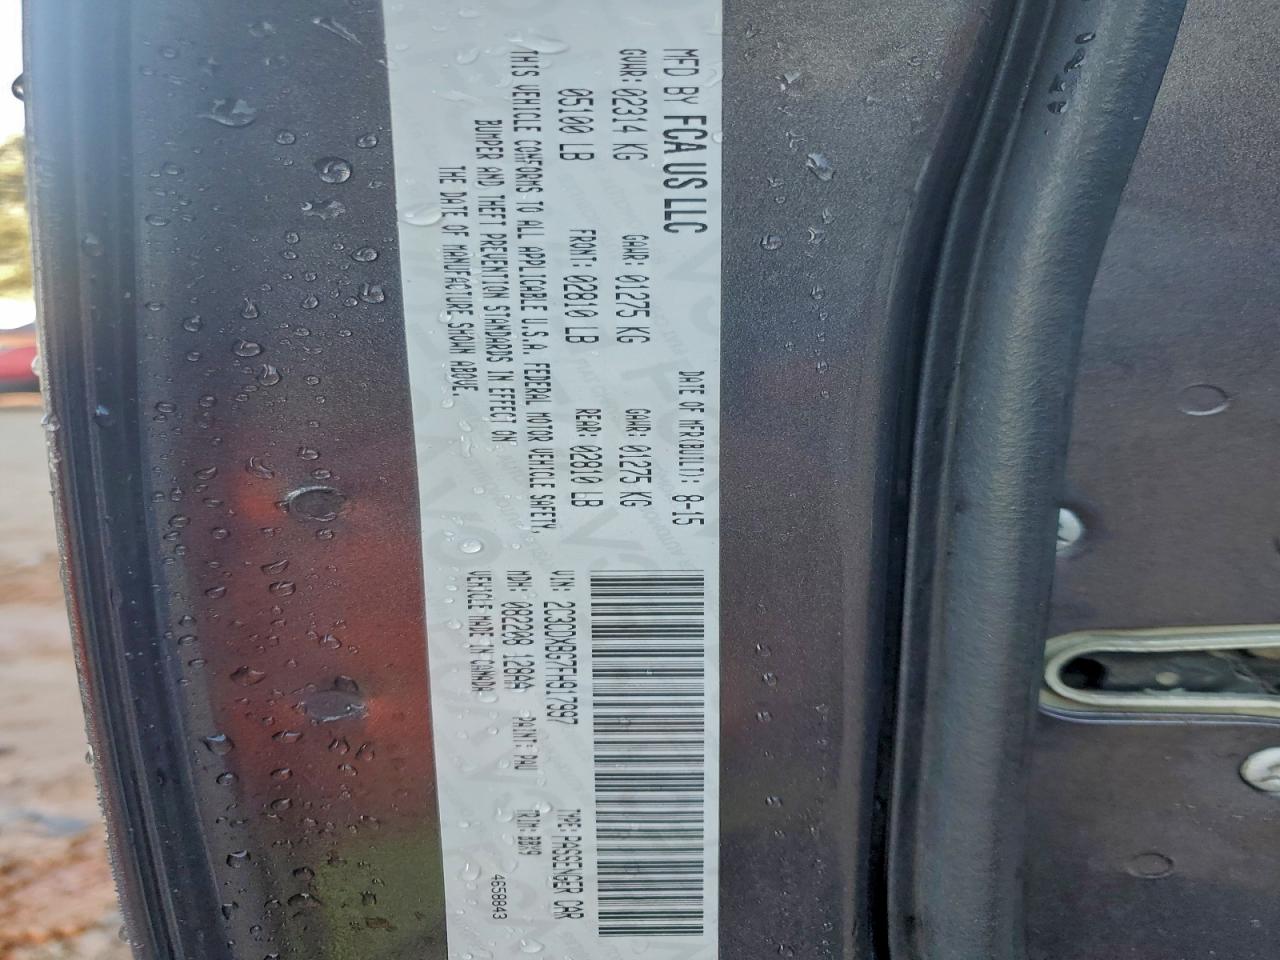 MFD BY FCA US LLC DATE OF MFR(BUILT): 8-15
GVWR: 02314 KG GAWR: 01275 KG GAWR: 01275 KG
05100 LB FRONT: 02810 LB REAR: 02810 LB
THIS VEHICLE CONFORMS TO ALL APPLICABLE U.S.A. FEDERAL MOTOR VEHICLE SAFETY,
BUMPER AND THEFT PREVENTION STANDARDS IN EFFECT ON
THE DATE OF MANUFACTURE SHOWN ABOVE.
VIN: 2C3CDXBG7FH917997 TYPE: PASSENGER CAR
MDH: 082208 128A4 PAINT: PAU TRIM: BBX9
VEHICLE MADE IN CANADA 4658843